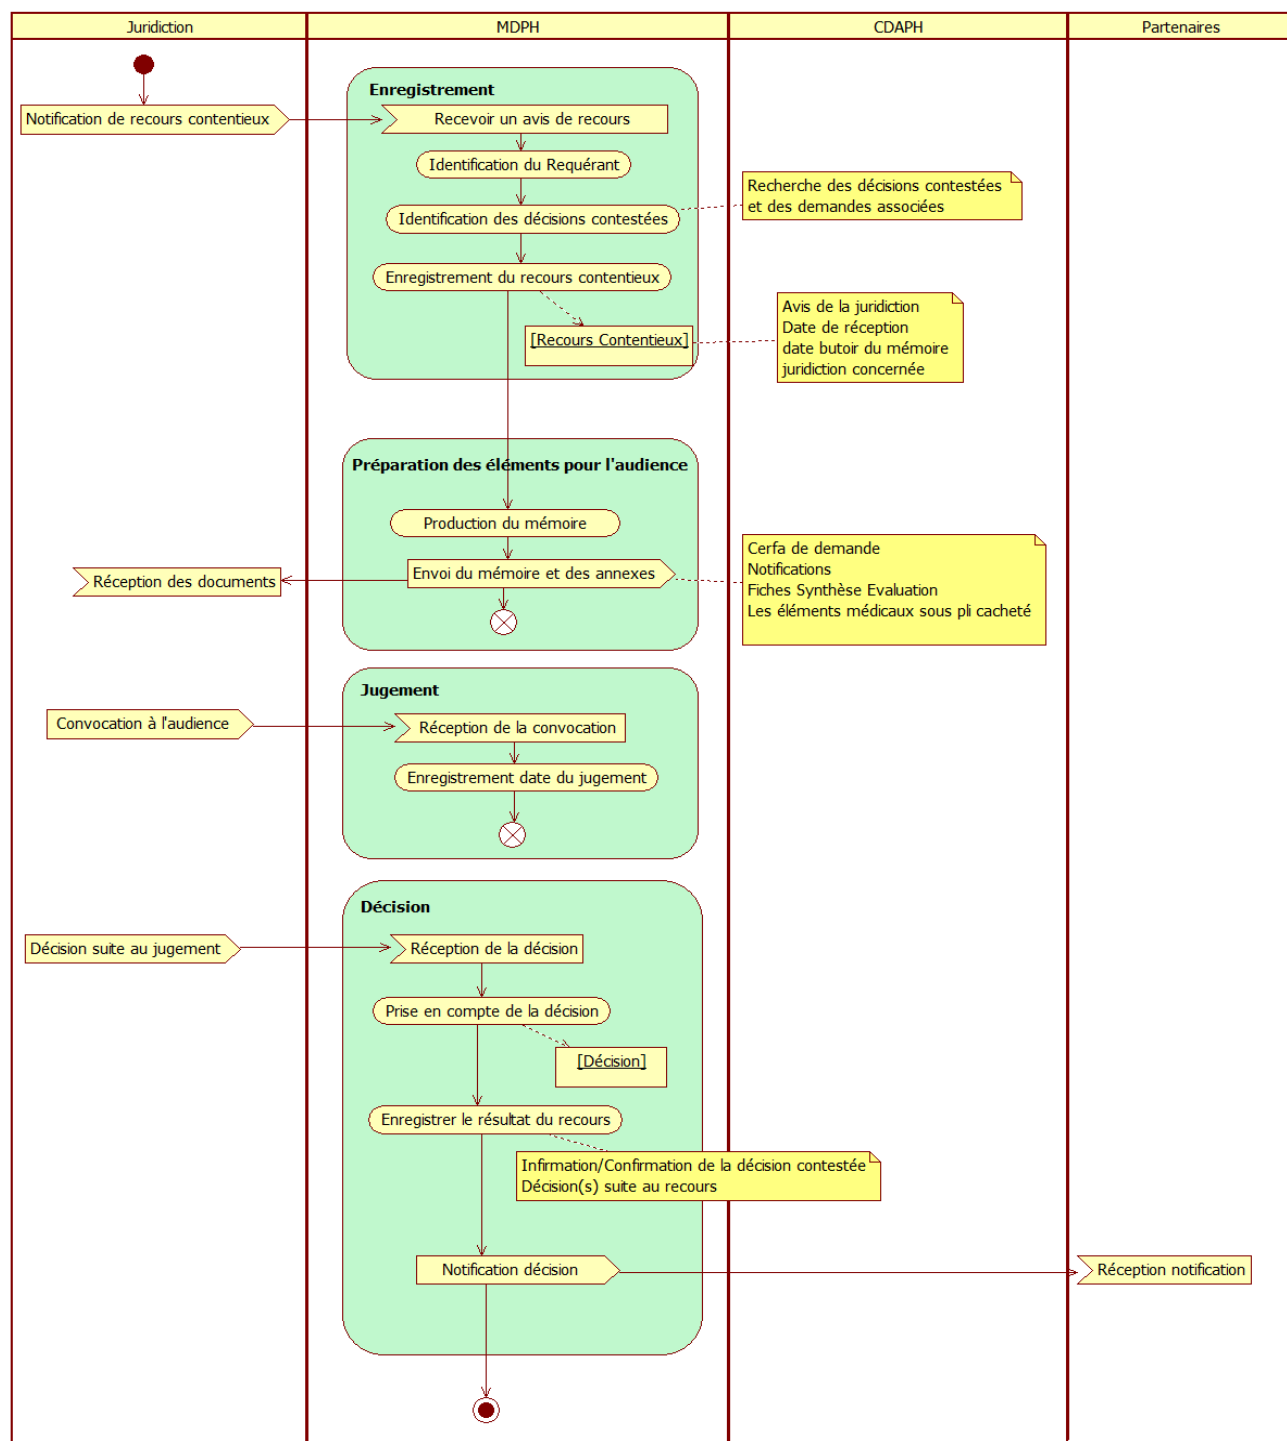 Juridiction
MDPH
CDAPH
Partenaires
Enregistrement
Notification de recours contentieux
Recevoir un avis de recours
Identification du Requérant
Recherche des décisions contestées
et des demandes associées
Identification des décisions contestées
Enregistrement du recours contentieux
Avis de la juridiction
Date de réception
date butoir du mémoire
juridiction concernée
[Recours Contentieux]
Préparation des éléments pour l'audience
Production du mémoire
Cerfa de demande
Notifications
Fiches Synthèse Evaluation
Les éléments médicaux sous pli cacheté
Envoi du mémoire et des annexes
Réception des documents
Jugement
Convocation à l'audience
Réception de la convocation
Enregistrement date du jugement
Décision
Décision suite au jugement
Réception de la décision
Prise en compte de la décision
[Décision]
Enregistrer le résultat du recours
Infirmation/Confirmation de la décision contestée
Décision(s) suite au recours
Notification décision
Réception notification